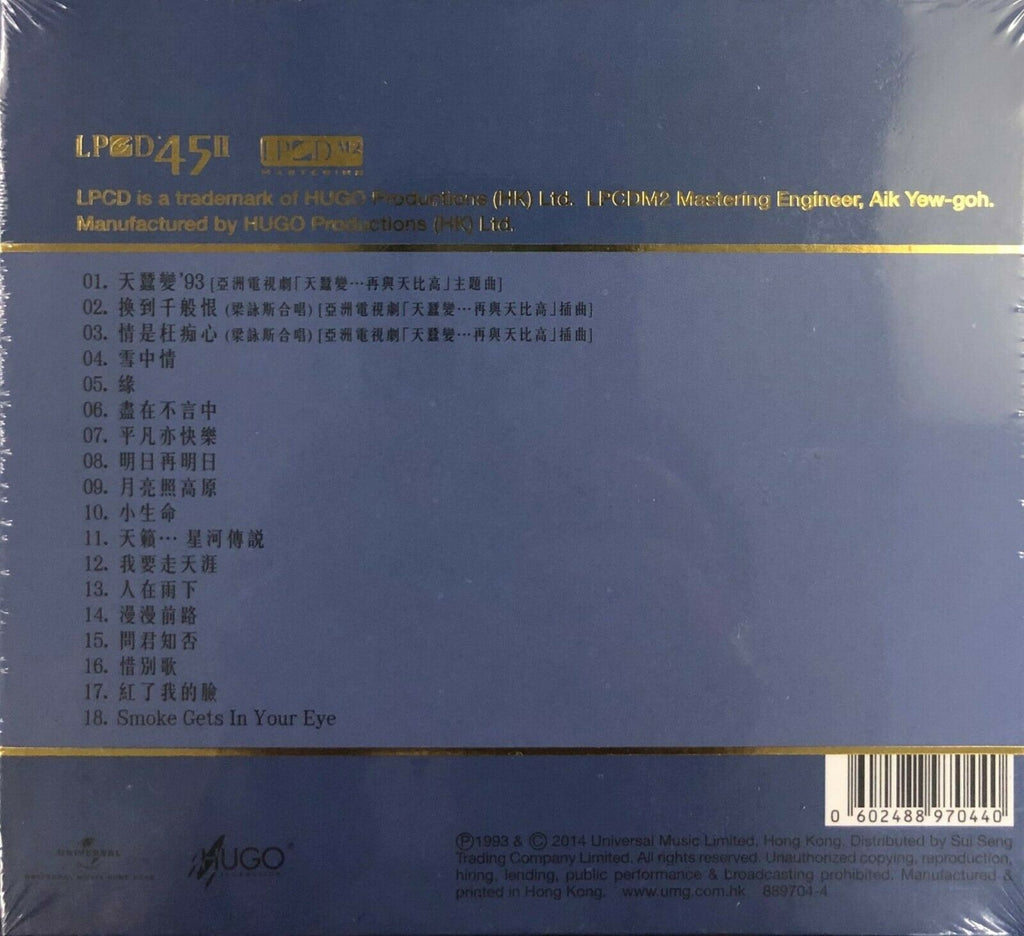 LPCD45II LPCD M2
MASTERING
LPCD is a trademark of HUGO Productions (HK) Ltd. LPCDM2 Mastering Engineer, Aik Yew-goh.
Manufactured by HUGO Productions (HK) Ltd.
01. 天蠶變'93 [亞洲電視劇「天蠶變…再與天比高」主題曲]
02. 換到千般恨 (梁詠斯合唱) [亞洲電視劇「天蠶變…再與天比高」插曲]
03. 情是枉痴心 (梁詠斯合唱) [亞洲電視劇「天蠶變…再與天比高」插曲]
04. 雪中情
05. 緣
06. 盡在不言中
07. 平凡亦快樂
08. 明日再明日
09. 月亮照高原
10. 小生命
11. 天籟… 星河傳說
12. 我要走天涯
13. 人在雨下
14. 漫漫前路
15. 問君知否
16. 惜別歌
17. 紅了我的臉
18. Smoke Gets In Your Eye
0 602488 970440
UNIVERSAL
UNIVERSAL MUSIC HONG KONG
HUGO®
Ⓟ1993 & © 2014 Universal Music Limited, Hong Kong. Distributed by Sui Seng
Trading Company Limited. All rights reserved. Unauthorized copying, reproduction,
hiring, lending, public performance & broadcasting prohibited. Manufactured &
printed in Hong Kong. www.umg.com.hk 889704-4